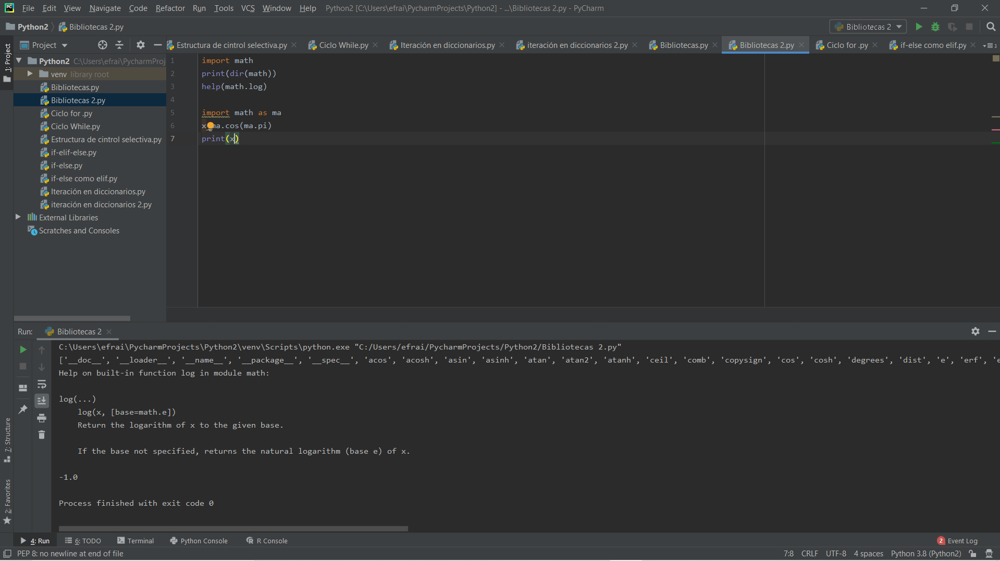 File Edit View Navigate Code Refactor Run Tools VCS Window Help Python2 [C:\Users\efrai\PycharmProjects\Python2] - ...\Bibliotecas 2.py - PyCharm
Python2 Bibliotecas 2.py Bibliotecas 2
Project Estructura de cintrol selectiva.py Ciclo While.py Iteración en diccionarios.py iteración en diccionarios 2.py Bibliotecas.py Bibliotecas 2.py Ciclo for .py if-else como elif.py 3
1: Project
Python2 C:\Users\efrai\PycharmProj
venv library root
Bibliotecas.py
Bibliotecas 2.py
Ciclo for .py
Ciclo While.py
Estructura de cintrol selectiva.py
if-elif-else.py
if-else.py
if-else como elif.py
Iteración en diccionarios.py
iteración en diccionarios 2.py
External Libraries
Scratches and Consoles
1 import math
2 print(dir(math))
3 help(math.log)
4
5 import math as ma
6 x=ma.cos(ma.pi)
7 print(x)
Run: Bibliotecas 2
C:\Users\efrai\PycharmProjects\Python2\venv\Scripts\python.exe "C:/Users/efrai/PycharmProjects/Python2/Bibliotecas 2.py"
['__doc__', '__loader__', '__name__', '__package__', '__spec__', 'acos', 'acosh', 'asin', 'asinh', 'atan', 'atan2', 'atanh', 'ceil', 'comb', 'copysign', 'cos', 'cosh', 'degrees', 'dist', 'e', 'erf', 'e
Help on built-in function log in module math:
log(...)
log(x, [base=math.e])
Return the logarithm of x to the given base.
If the base not specified, returns the natural logarithm (base e) of x.
-1.0
Process finished with exit code 0
7: Structure
2: Favorites
4: Run 6: TODO Terminal Python Console R Console 2 Event Log
PEP 8: no newline at end of file 7:8 CRLF UTF-8 4 spaces Python 3.8 (Python2)